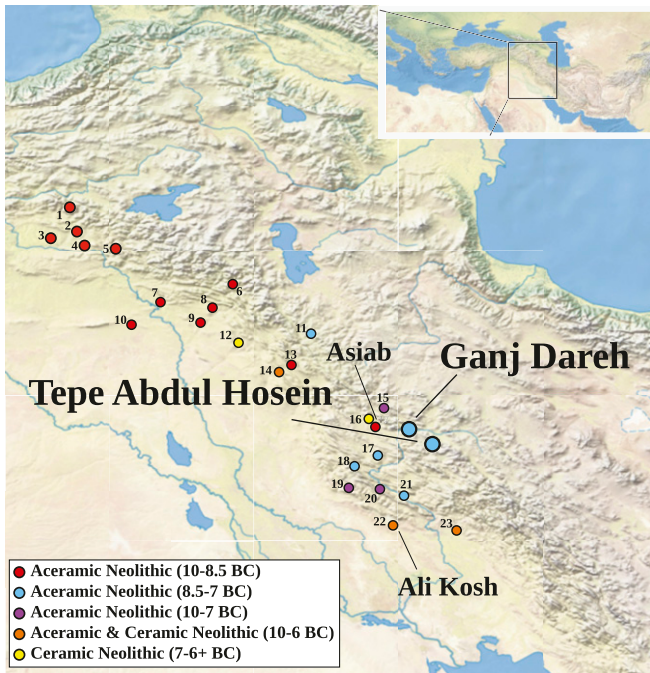 1
2
3
4
5
6
7
8
9
10
11
12
13
14
Asiab
Ganj Dareh
Tepe Abdul Hosein
15
16
17
18
19
20
21
22
23
Ali Kosh
Aceramic Neolithic (10-8.5 BC)
Aceramic Neolithic (8.5-7 BC)
Aceramic Neolithic (10-7 BC)
Aceramic & Ceramic Neolithic (10-6 BC)
Ceramic Neolithic (7-6+ BC)